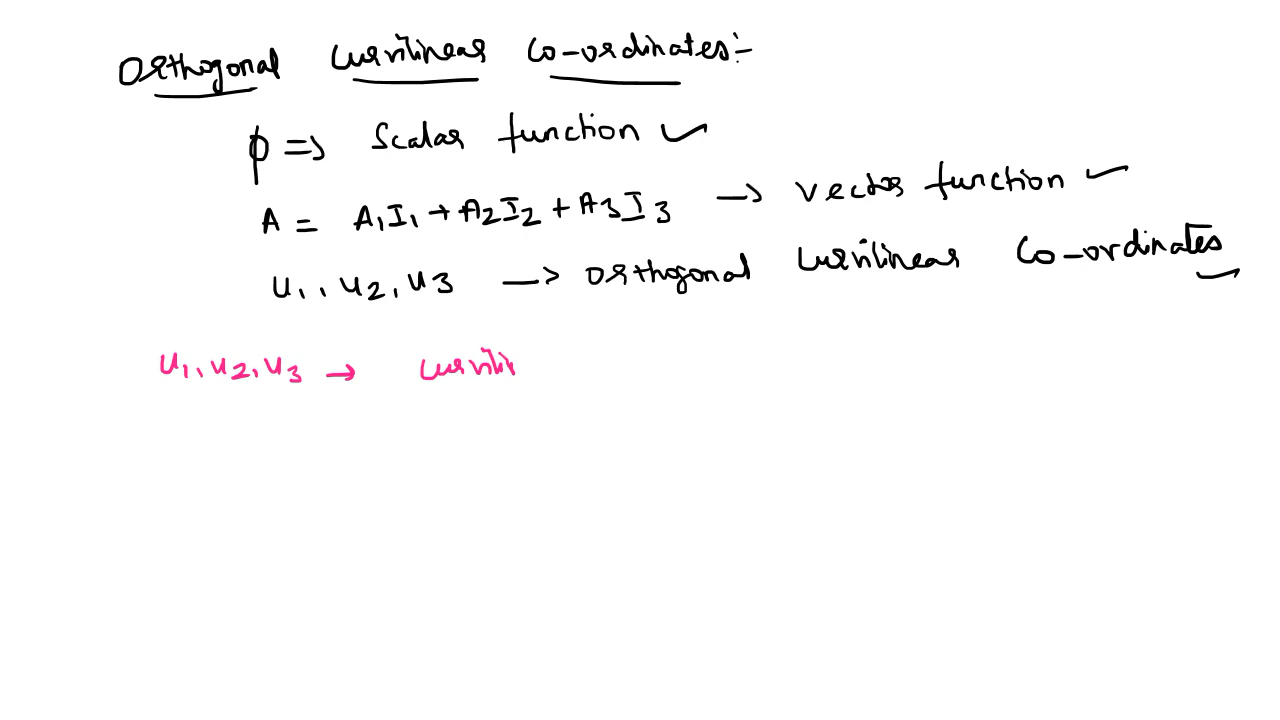 Orthogonal Curvilinear Co-ordinates:-
ϕ => Scalar function ✓
A = A₁I₁ + A₂I₂ + A₃I₃ → vector function ✓
u₁, u₂, u₃ → orthogonal Curvilinear Co-ordinates
u₁, u₂, u₃ → Curvili